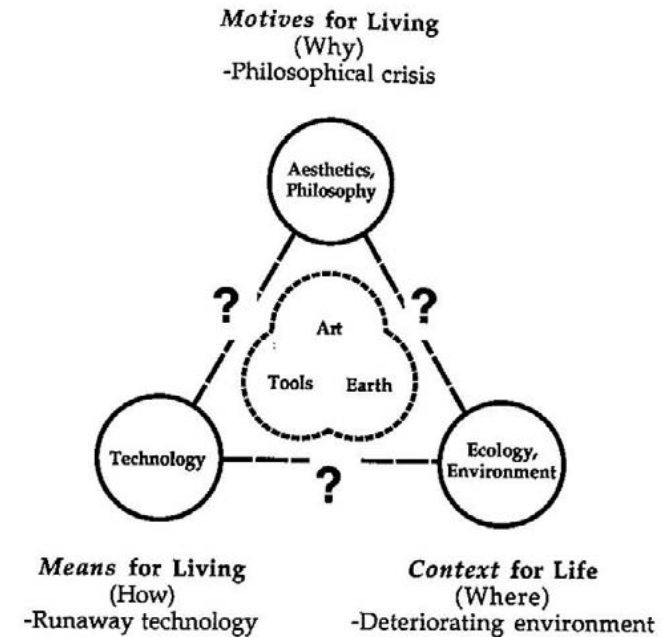 Motives for Living
(Why)
-Philosophical crisis
Aesthetics,
Philosophy
?
?
Art
Tools
Earth
Technology
Ecology,
Environment
?
Means for Living
(How)
-Runaway technology
Context for Life
(Where)
-Deteriorating environment